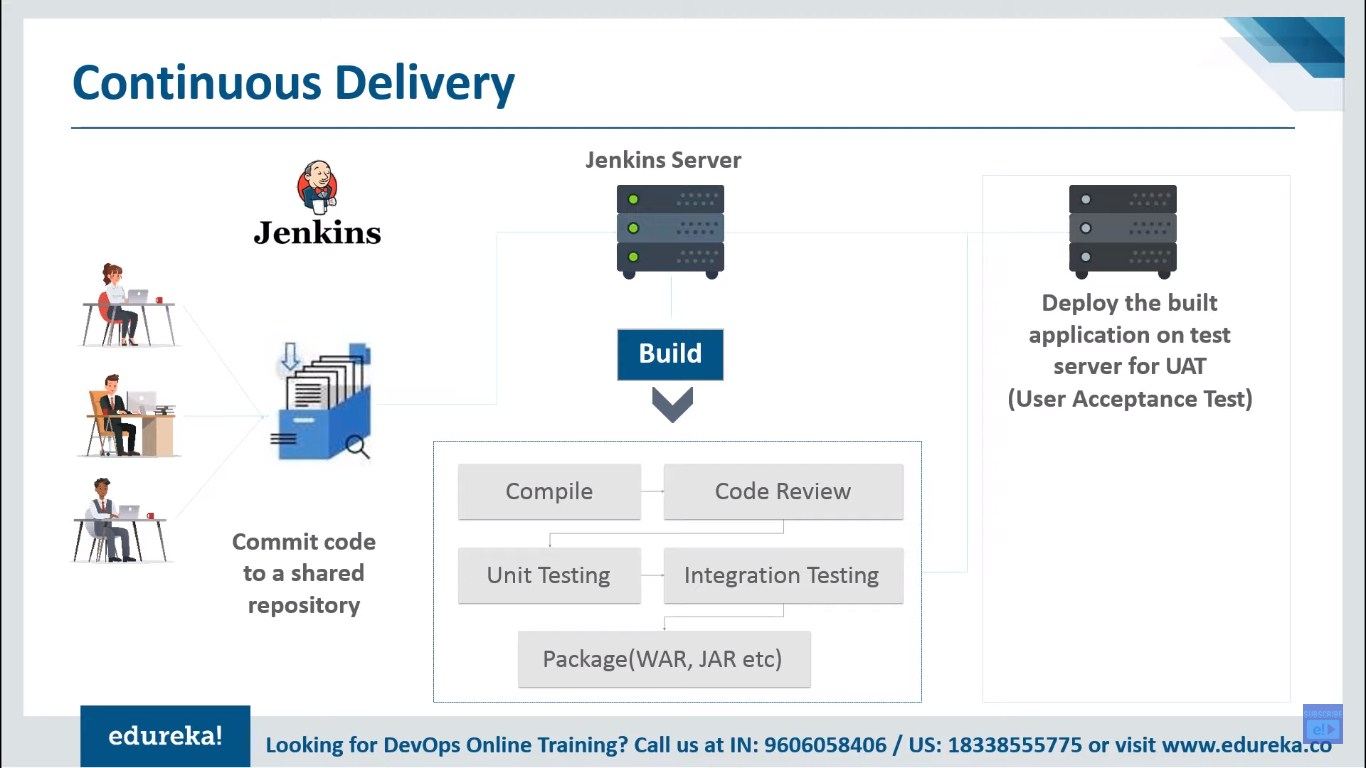 Continuous Delivery
Jenkins
Jenkins Server
Build
Compile
Code Review
Unit Testing
Integration Testing
Package(WAR, JAR etc)
Commit code
to a shared
repository
Deploy the built
application on test
server for UAT
(User Acceptance Test)
SUBSCRIBE
e!
edureka!
Looking for DevOps Online Training? Call us at IN: 9606058406 / US: 18338555775 or visit www.edureka.co